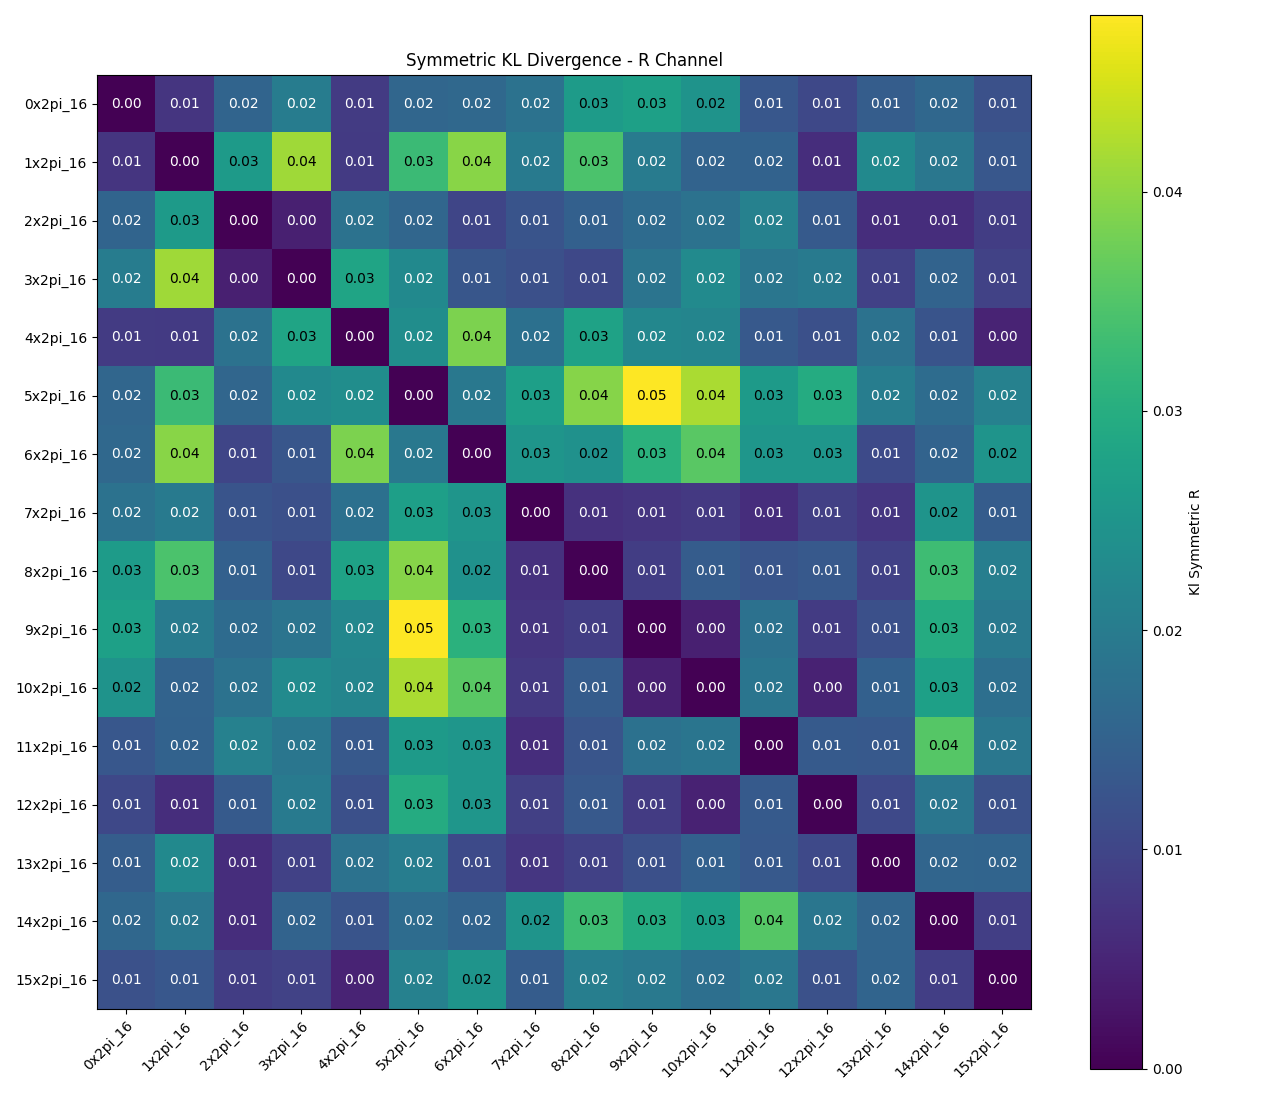 Symmetric KL Divergence - R Channel
0x2pi_16 0.00 0.01 0.02 0.02 0.01 0.02 0.02 0.02 0.03 0.03 0.02 0.01 0.01 0.01 0.02 0.01
1x2pi_16 0.01 0.00 0.03 0.04 0.01 0.03 0.04 0.02 0.03 0.02 0.02 0.02 0.01 0.02 0.02 0.01
2x2pi_16 0.02 0.03 0.00 0.00 0.02 0.02 0.01 0.01 0.01 0.02 0.02 0.02 0.01 0.01 0.01 0.01
3x2pi_16 0.02 0.04 0.00 0.00 0.03 0.02 0.01 0.01 0.01 0.02 0.02 0.02 0.02 0.01 0.02 0.01
4x2pi_16 0.01 0.01 0.02 0.03 0.00 0.02 0.04 0.02 0.03 0.02 0.02 0.01 0.01 0.02 0.01 0.00
5x2pi_16 0.02 0.03 0.02 0.02 0.02 0.00 0.02 0.03 0.04 0.05 0.04 0.03 0.03 0.02 0.02 0.02
6x2pi_16 0.02 0.04 0.01 0.01 0.04 0.02 0.00 0.03 0.02 0.03 0.04 0.03 0.03 0.01 0.02 0.02
7x2pi_16 0.02 0.02 0.01 0.01 0.02 0.03 0.03 0.00 0.01 0.01 0.01 0.01 0.01 0.01 0.02 0.01
8x2pi_16 0.03 0.03 0.01 0.01 0.03 0.04 0.02 0.01 0.00 0.01 0.01 0.01 0.01 0.01 0.03 0.02
9x2pi_16 0.03 0.02 0.02 0.02 0.02 0.05 0.03 0.01 0.01 0.00 0.00 0.02 0.01 0.01 0.03 0.02
10x2pi_16 0.02 0.02 0.02 0.02 0.02 0.04 0.04 0.01 0.01 0.00 0.00 0.02 0.00 0.01 0.03 0.02
11x2pi_16 0.01 0.02 0.02 0.02 0.01 0.03 0.03 0.01 0.01 0.02 0.02 0.00 0.01 0.01 0.04 0.02
12x2pi_16 0.01 0.01 0.01 0.02 0.01 0.03 0.03 0.01 0.01 0.01 0.00 0.01 0.00 0.01 0.02 0.01
13x2pi_16 0.01 0.02 0.01 0.01 0.02 0.02 0.01 0.01 0.01 0.01 0.01 0.01 0.01 0.00 0.02 0.02
14x2pi_16 0.02 0.02 0.01 0.02 0.01 0.02 0.02 0.02 0.03 0.03 0.03 0.04 0.02 0.02 0.00 0.01
15x2pi_16 0.01 0.01 0.01 0.01 0.00 0.02 0.02 0.01 0.02 0.02 0.02 0.02 0.01 0.02 0.01 0.00
0x2pi_16 1x2pi_16 2x2pi_16 3x2pi_16 4x2pi_16 5x2pi_16 6x2pi_16 7x2pi_16 8x2pi_16 9x2pi_16 10x2pi_16 11x2pi_16 12x2pi_16 13x2pi_16 14x2pi_16 15x2pi_16
0.04
0.03
0.02
0.01
0.00
Kl Symmetric R